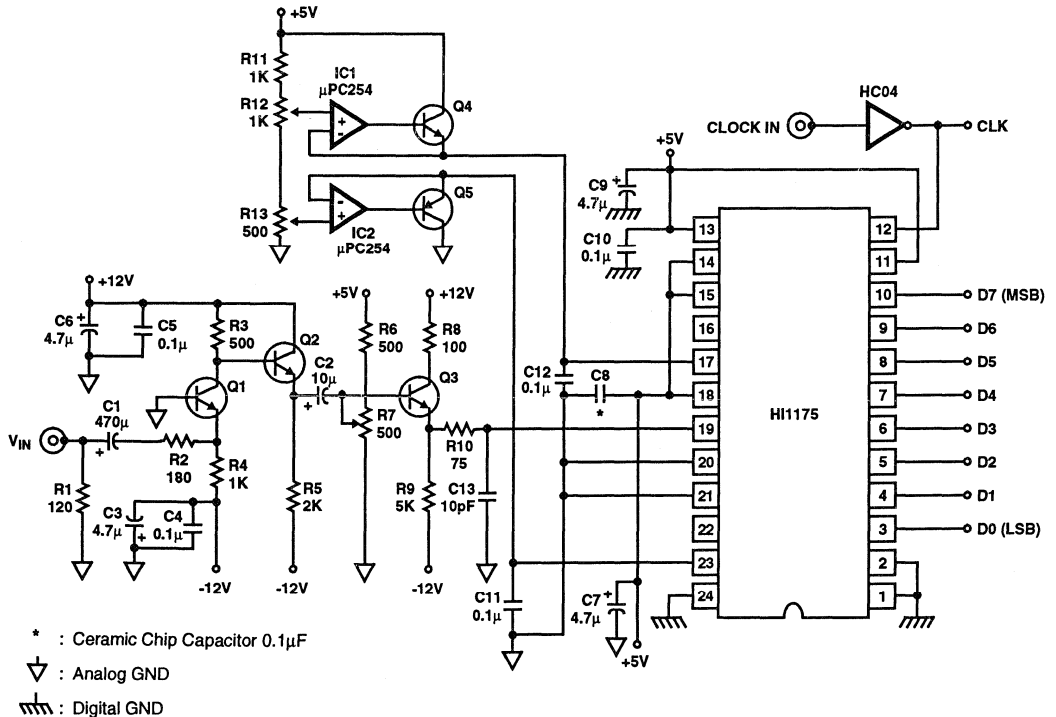 +5V
R11
1K
R12
1K
IC1
µPC254
+
-
Q4
-
+
Q5
R13
500
IC2
µPC254
HC04
CLOCK IN
CLK
+5V
C9
+
4.7µ
C10
0.1µ
13
12
14
11
15
10
D7 (MSB)
16
9
D6
17
8
D5
18
7
D4
HI1175
19
6
D3
20
5
D2
21
4
D1
22
3
D0 (LSB)
23
2
24
1
+12V
C6
+
4.7µ
C5
0.1µ
R3
500
Q2
Q1
C1
470µ
+
VIN
R2
180
R4
1K
R1
120
C3
4.7µ
+
C4
0.1µ
-12V
C2
10µ
+
R5
2K
-12V
+5V
R6
500
R7
500
+12V
R8
100
Q3
R10
75
R9
5K
C13
10pF
-12V
C12
0.1µ
C8
*
C11
0.1µ
C7
+
4.7µ
+5V
* : Ceramic Chip Capacitor 0.1µF
: Analog GND
: Digital GND